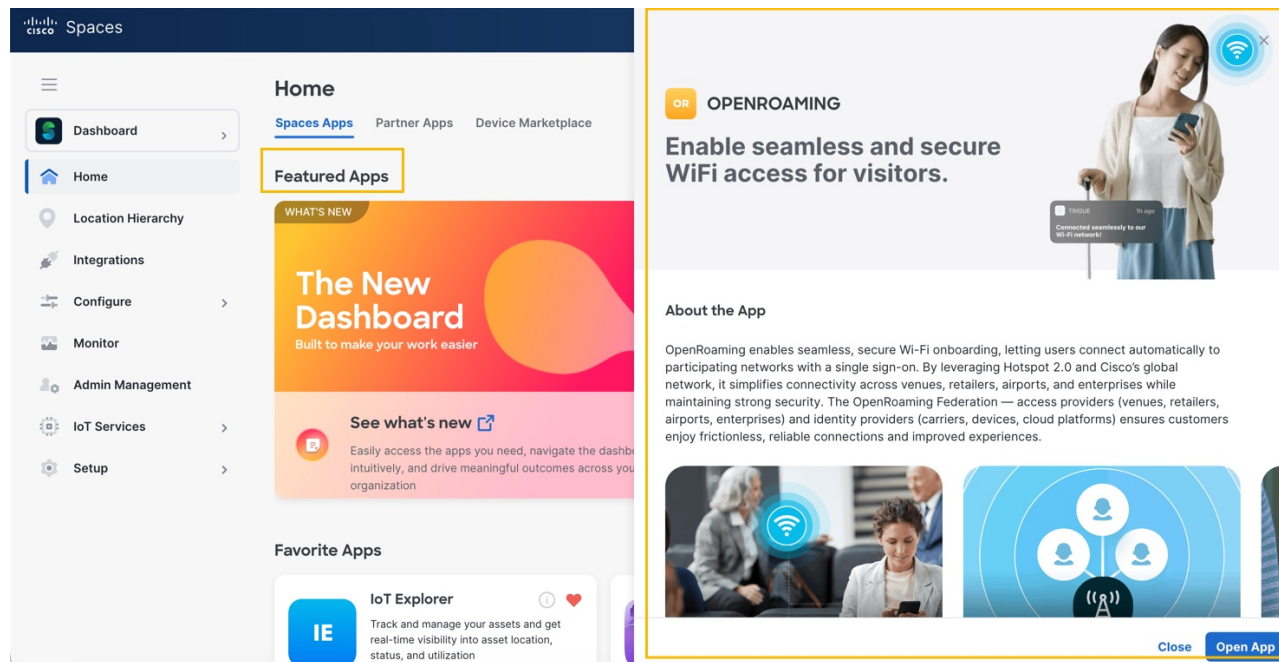 cisco Spaces
Dashboard
Home
Location Hierarchy
Integrations
Configure
Monitor
Admin Management
IoT Services
Setup
Home
Spaces Apps Partner Apps Device Marketplace
Featured Apps
WHAT'S NEW
The New
Dashboard
Built to make your work easier
See what's new
Easily access the apps you need, navigate the dashbo
intuitively, and drive meaningful outcomes across you
organization
Favorite Apps
IE
IoT Explorer
Track and manage your assets and get
real-time visibility into asset location,
status, and utilization
OR OPENROAMING
Enable seamless and secure
WiFi access for visitors.
TRIGUE 1h ago
Connected seamlessly to our
Wi-Fi network!
About the App
OpenRoaming enables seamless, secure Wi-Fi onboarding, letting users connect automatically to
participating networks with a single sign-on. By leveraging Hotspot 2.0 and Cisco's global
network, it simplifies connectivity across venues, retailers, airports, and enterprises while
maintaining strong security. The OpenRoaming Federation — access providers (venues, retailers,
airports, enterprises) and identity providers (carriers, devices, cloud platforms) ensures customers
enjoy frictionless, reliable connections and improved experiences.
Close Open App